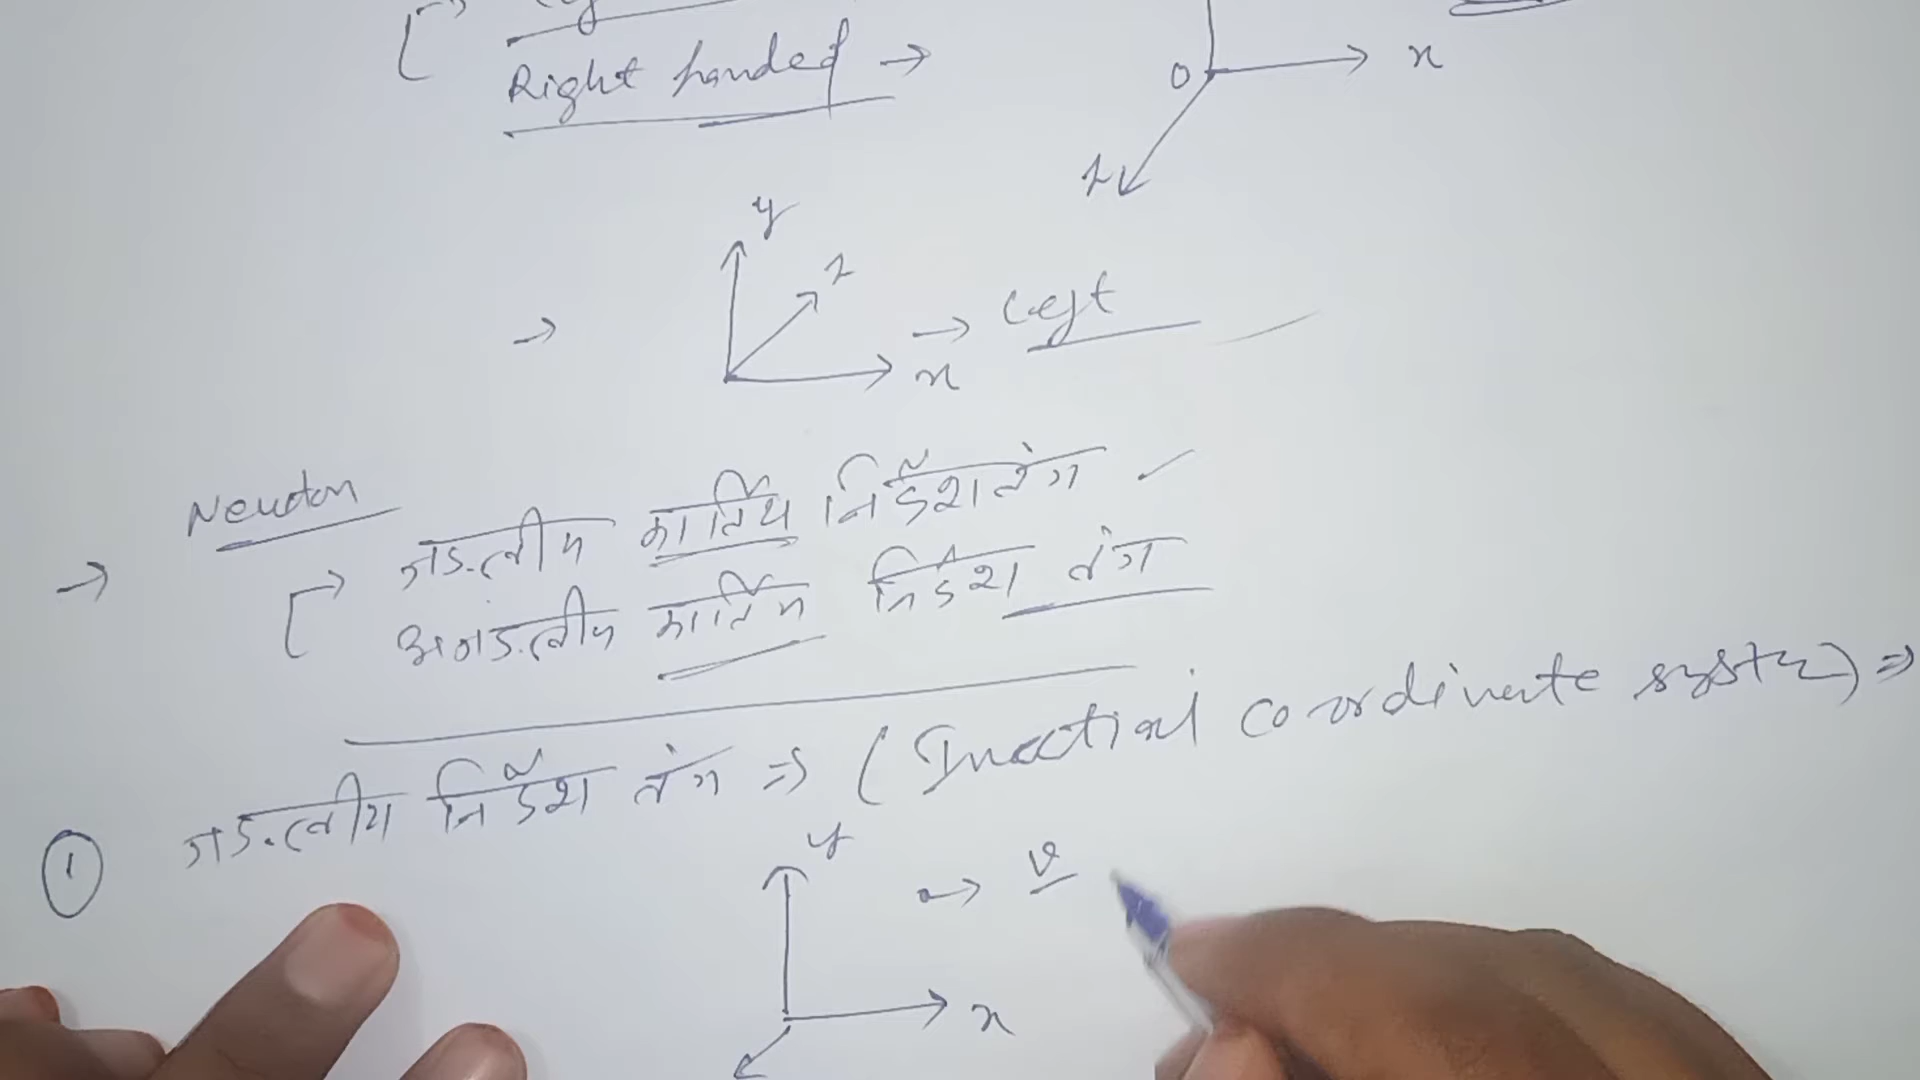 Right handed →
O x
z
y
z
→ x → Left
→ Newton
जड़त्वीय कार्तिय निर्देश तंत्र ✓
अजड़त्वीय कार्तिय निर्देश तंत्र
① जड़त्वीय निर्देश तंत्र ⇒ (Inertial coordinate system) ⇒
y
→ v
x